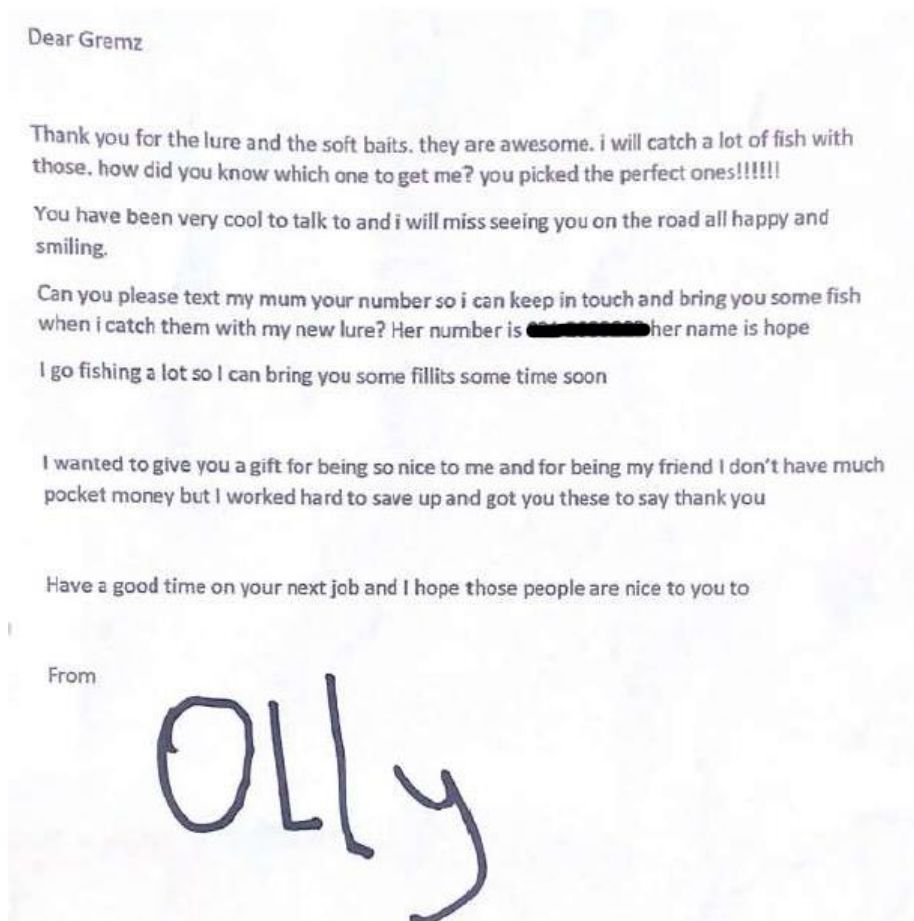 Dear Gremz
Thank you for the lure and the soft baits. they are awesome. i will catch a lot of fish with
those. how did you know which one to get me? you picked the perfect ones!!!!!!
You have been very cool to talk to and i will miss seeing you on the road all happy and
smiling.
Can you please text my mum your number so i can keep in touch and bring you some fish
when i catch them with my new lure? Her number is her name is hope
I go fishing a lot so I can bring you some fillits some time soon
I wanted to give you a gift for being so nice to me and for being my friend I don't have much
pocket money but I worked hard to save up and got you these to say thank you
Have a good time on your next job and I hope those people are nice to you to
From
Olly